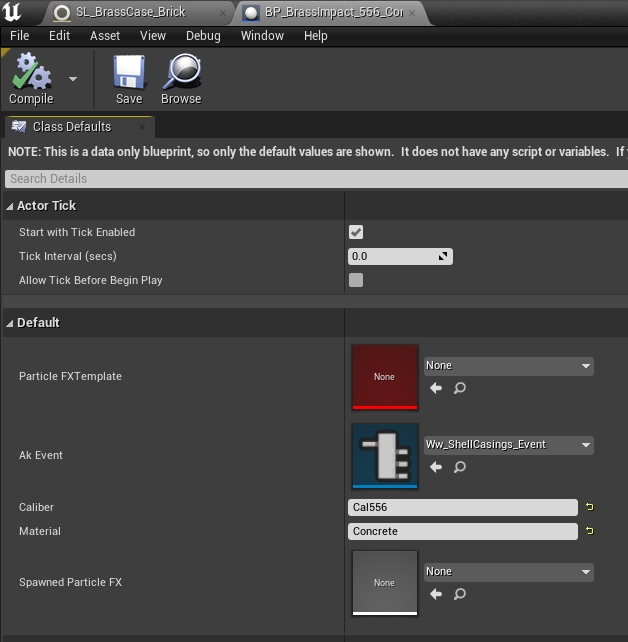 SL_BrassCase_Brick
BP_BrassImpact_556_Cor
File Edit Asset View Debug Window Help
Compile Save Browse
Class Defaults
NOTE: This is a data only blueprint, so only the default values are shown. It does not have any script or variables. If
Search Details
Actor Tick
Start with Tick Enabled
Tick Interval (secs) 0.0
Allow Tick Before Begin Play
Default
Particle FXTemplate None None
Ak Event Ww_ShellCasings_Event
Caliber Cal556
Material Concrete
Spawned Particle FX None None